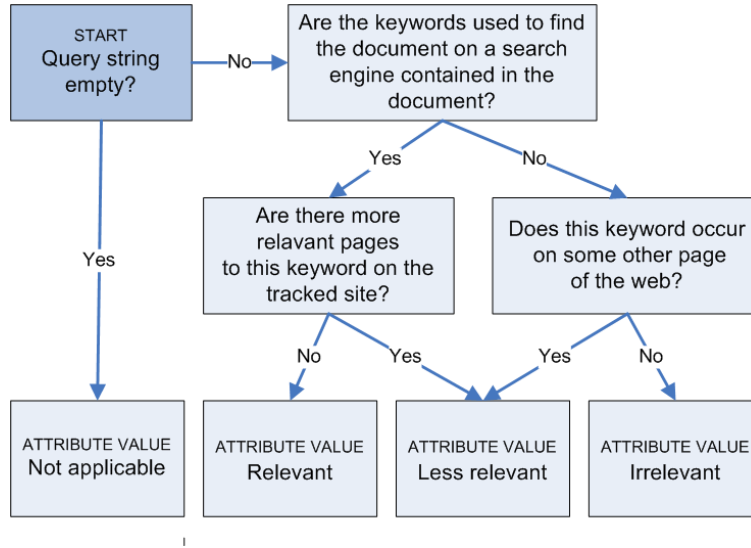 START
Query string
empty?
No
Are the keywords used to find
the document on a search
engine contained in the
document?
Yes
No
Yes
Are there more
relavant pages
to this keyword on the
tracked site?
Does this keyword occur
on some other page
of the web?
No
Yes
Yes
No
ATTRIBUTE VALUE
Not applicable
ATTRIBUTE VALUE
Relevant
ATTRIBUTE VALUE
Less relevant
ATTRIBUTE VALUE
Irrelevant